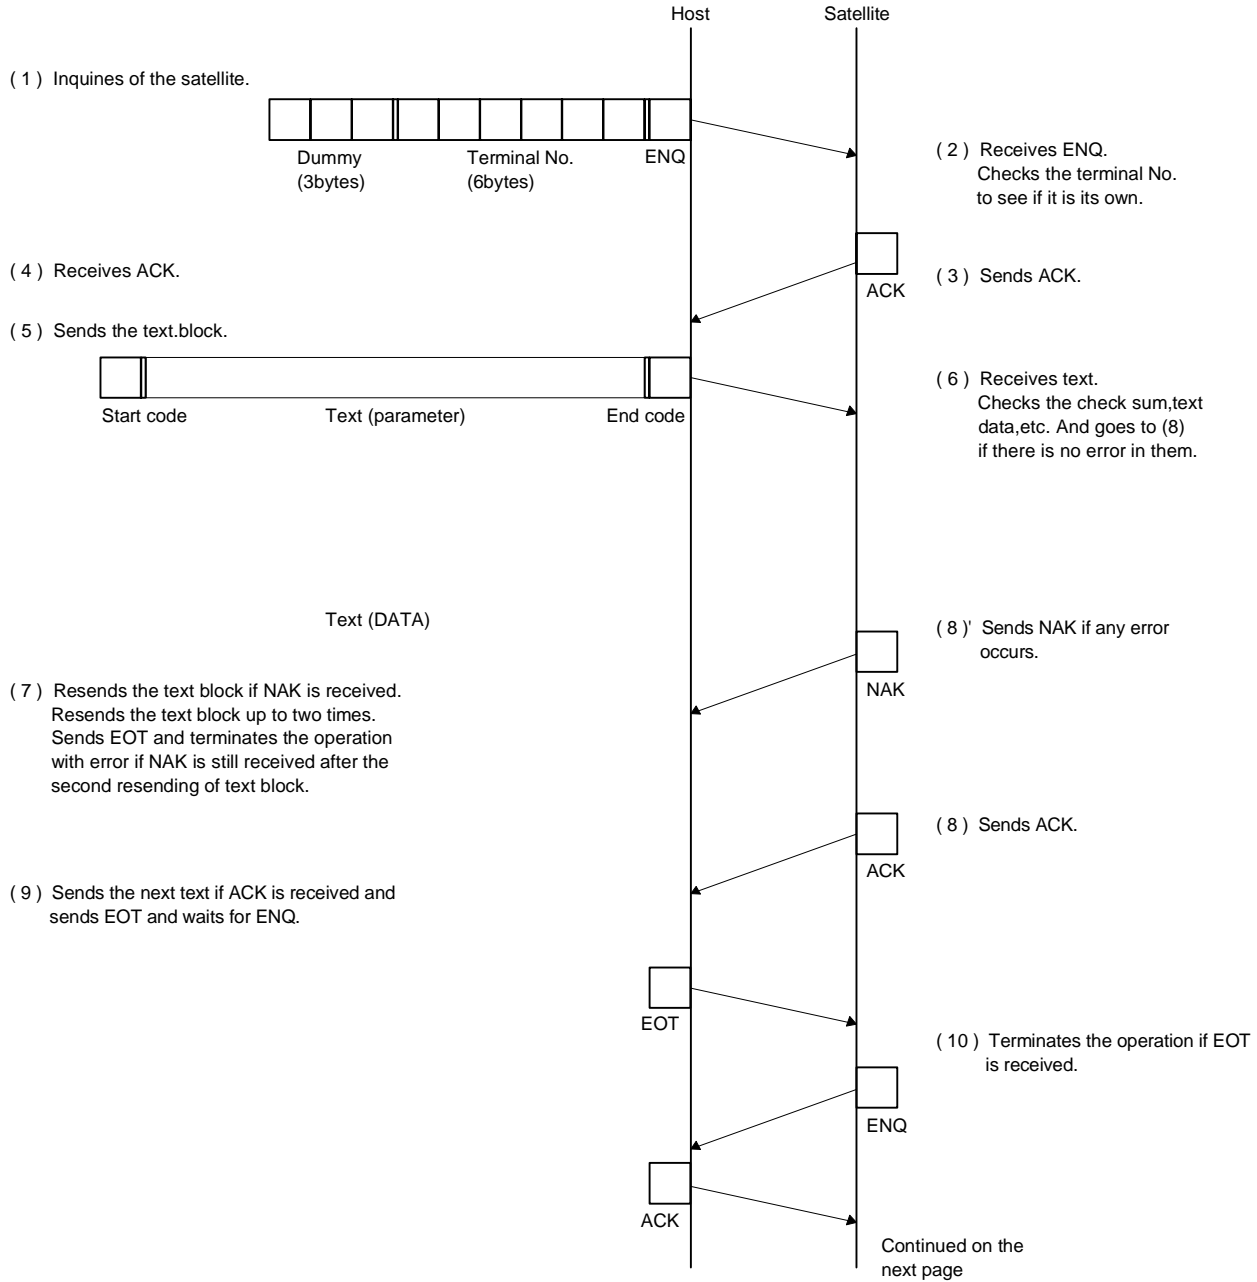 Host
Satellite
( 1 ) Inquines of the satellite.
Dummy
(3bytes)
Terminal No.
(6bytes)
ENQ
( 2 ) Receives ENQ.
Checks the terminal No.
to see if it is its own.
( 4 ) Receives ACK.
ACK
( 3 ) Sends ACK.
( 5 ) Sends the text.block.
Start code
Text (parameter)
End code
( 6 ) Receives text.
Checks the check sum,text
data,etc. And goes to (8)
if there is no error in them.
Text (DATA)
( 8 )' Sends NAK if any error
occurs.
NAK
( 7 ) Resends the text block if NAK is received.
Resends the text block up to two times.
Sends EOT and terminates the operation
with error if NAK is still received after the
second resending of text block.
( 8 ) Sends ACK.
ACK
( 9 ) Sends the next text if ACK is received and
sends EOT and waits for ENQ.
EOT
( 10 ) Terminates the operation if EOT
is received.
ENQ
ACK
Continued on the
next page